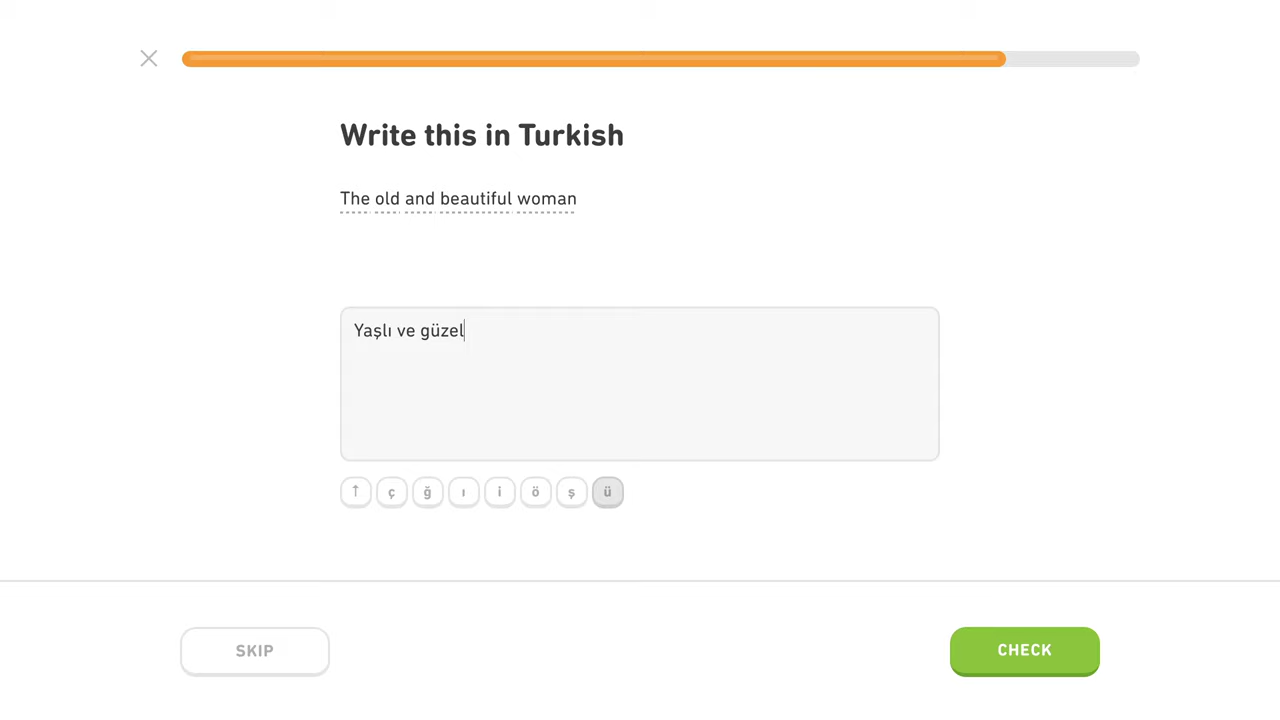 Write this in Turkish
The old and beautiful woman
Yaşlı ve güzel
↑ ç ğ ı i ö ş ü
SKIP
CHECK